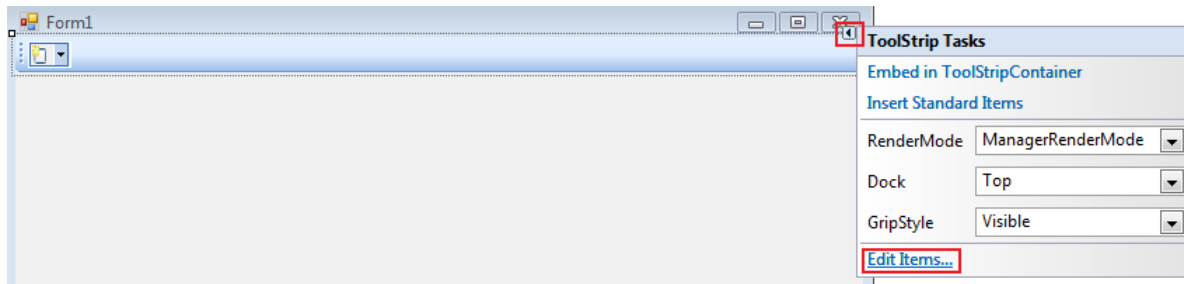 Form1
ToolStrip Tasks
Embed in ToolStripContainer
Insert Standard Items
RenderMode ManagerRenderMode
Dock Top
GripStyle Visible
Edit Items...